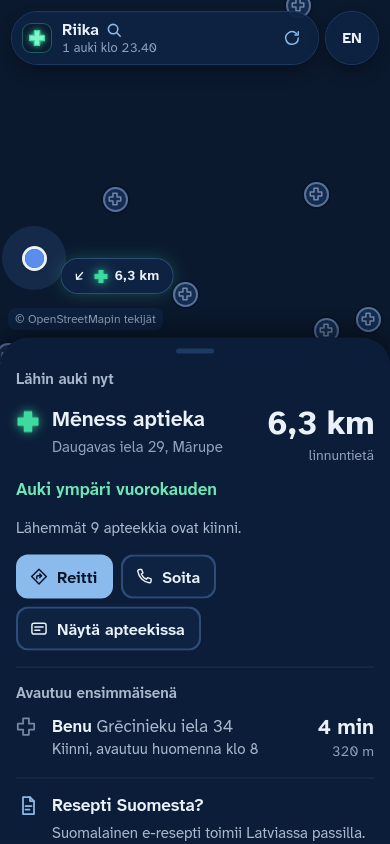 Riika
1 auki klo 23.40
EN
6,3 km
© OpenStreetMapin tekijät
Lähin auki nyt
Mēness aptieka
6,3 km
Daugavas iela 29, Mārupe
linnuntietä
Auki ympäri vuorokauden
Lähemmät 9 apteekkia ovat kiinni.
Reitti
Soita
Näytä apteekissa
Avautuu ensimmäisenä
Benu Grēcinieku iela 34
4 min
Kiinni, avautuu huomenna klo 8
320 m
Resepti Suomesta?
Suomalainen e-resepti toimii Latviassa passilla.